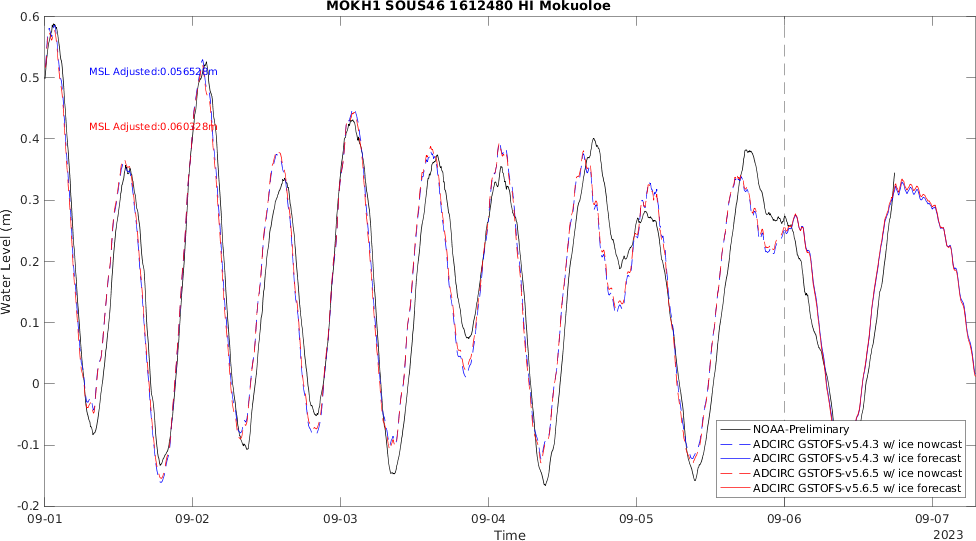 MOKH1 SOUS46 1612480 HI Mokuoloe
0.6
0.5
0.4
0.3
0.2
0.1
0
-0.1
-0.2
Water Level (m)
MSL Adjusted:0.056528m
MSL Adjusted:0.060328m
NOAA-Preliminary
ADCIRC GSTOFS-v5.4.3 w/ ice nowcast
ADCIRC GSTOFS-v5.4.3 w/ ice forecast
ADCIRC GSTOFS-v5.6.5 w/ ice nowcast
ADCIRC GSTOFS-v5.6.5 w/ ice forecast
09-01 09-02 09-03 09-04 09-05 09-06 09-07
Time
2023